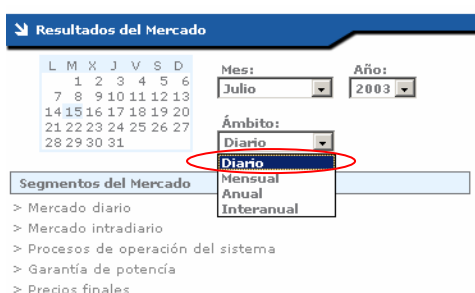 Resultados del Mercado
L M X J V S D
1 2 3 4 5 6
7 8 9 10 11 12 13
14 15 16 17 18 19 20
21 22 23 24 25 26 27
28 29 30 31
Mes: Año:
Julio 2003
Ámbito:
Diario
Diario
Mensual
Anual
Interanual
Segmentos del Mercado
> Mercado diario
> Mercado intradiario
> Procesos de operación del sistema
> Garantía de potencía
> Precios finales